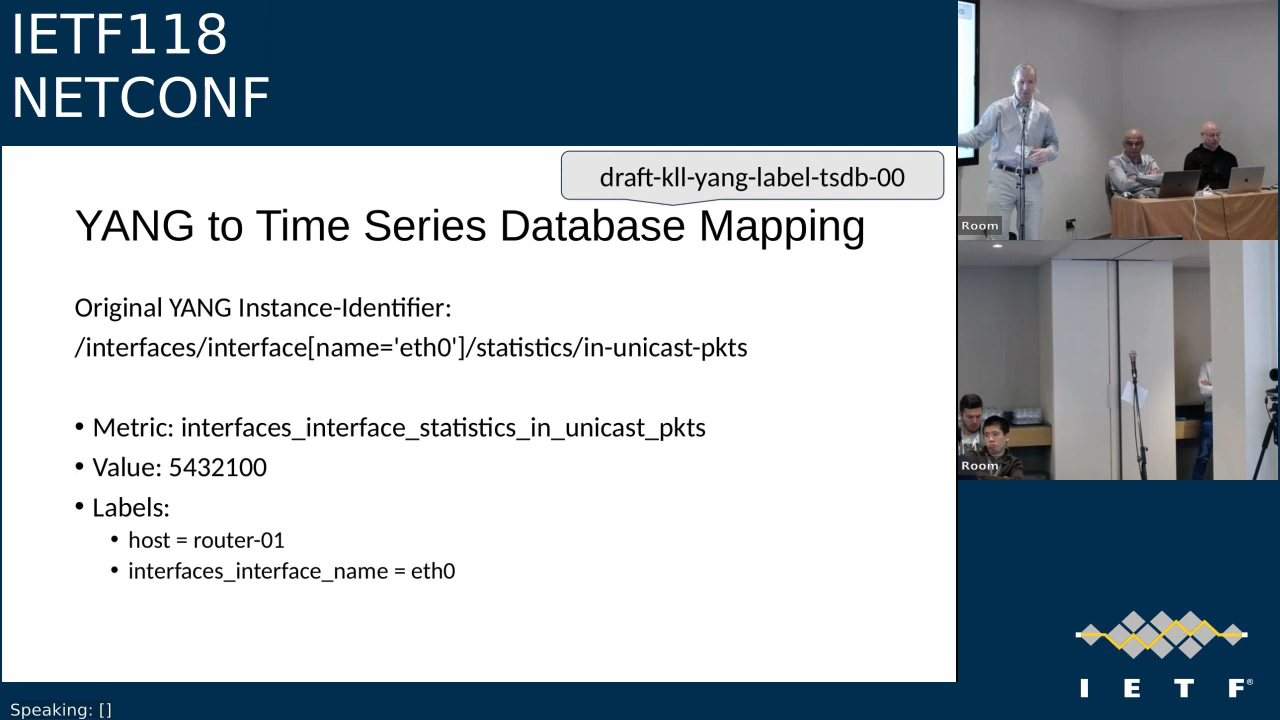 IETF118
NETCONF
draft-kll-yang-label-tsdb-00
YANG to Time Series Database Mapping
Original YANG Instance-Identifier:
/interfaces/interface[name='eth0']/statistics/in-unicast-pkts
• Metric: interfaces_interface_statistics_in_unicast_pkts
• Value: 5432100
• Labels:
• host = router-01
• interfaces_interface_name = eth0
Room
Room
I E T F®
Speaking: []